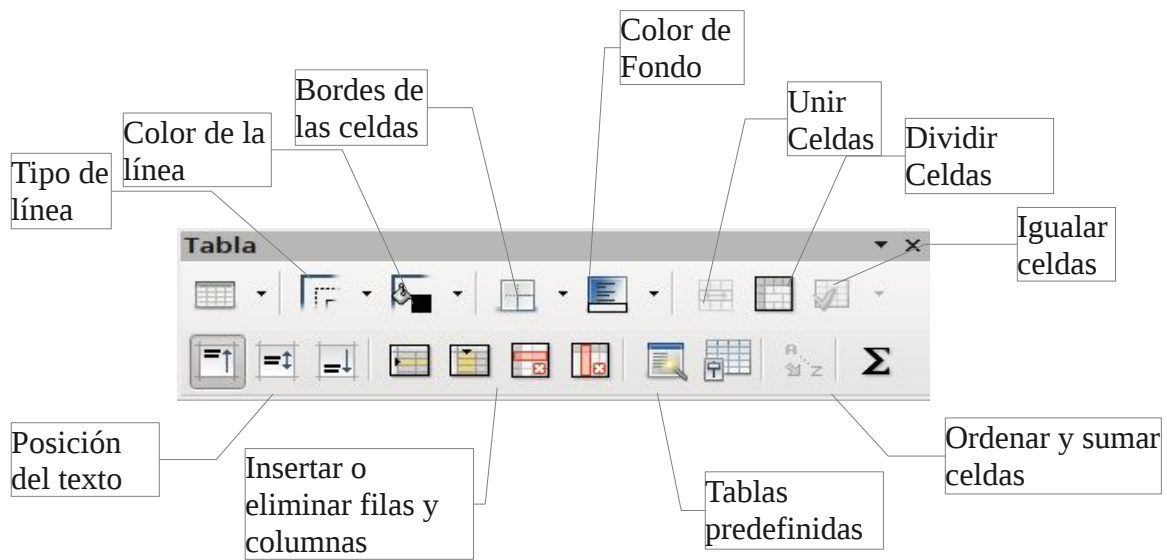 Color de
Fondo
Bordes de
las celdas
Unir
Celdas
Color de la
línea
Dividir
Celdas
Tipo de
línea
Igualar
celdas
Tabla
A
Z
Σ
Posición
del texto
Insertar o
eliminar filas y
columnas
Tablas
predefinidas
Ordenar y sumar
celdas